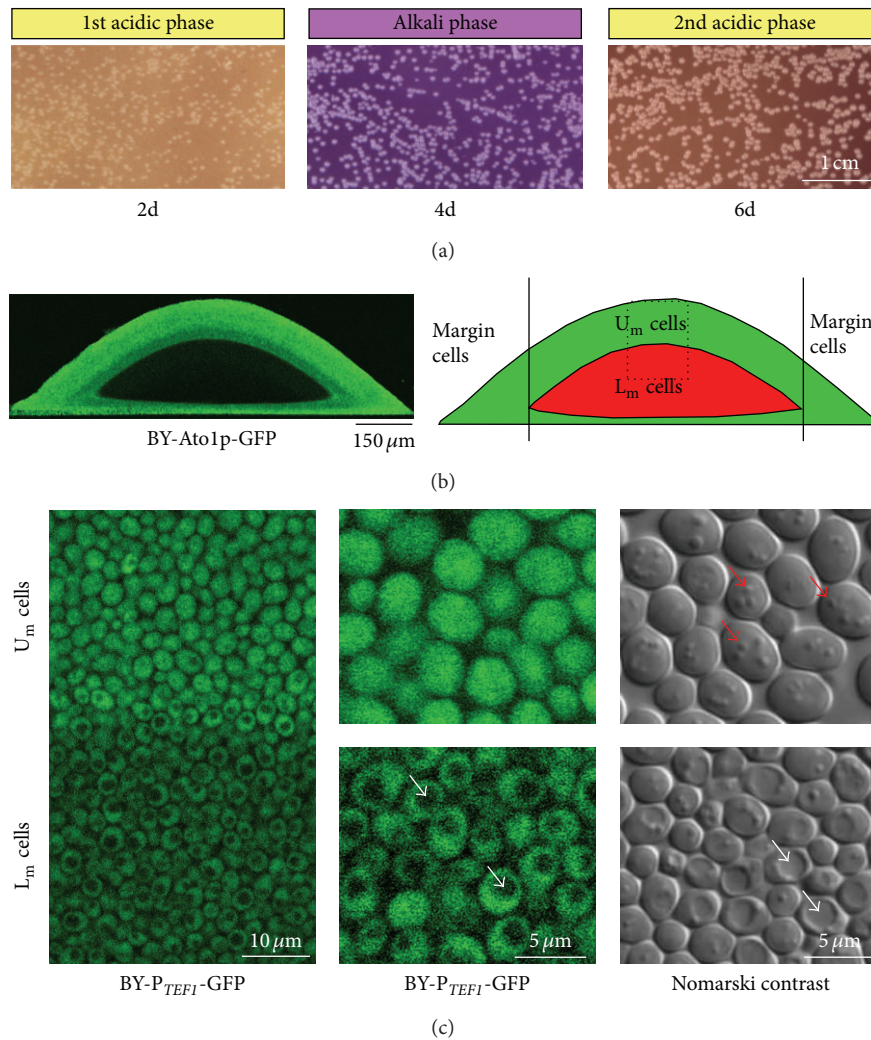 1st acidic phase
Alkali phase
2nd acidic phase
1 cm
2d
4d
6d
(a)
BY-Ato1p-GFP
150 μm
Margin
cells
Uₘ cells
Lₘ cells
Margin
cells
(b)
Uₘ cells
Lₘ cells
10 μm
5 μm
5 μm
BY-P_TEF1-GFP
BY-P_TEF1-GFP
Nomarski contrast
(c)